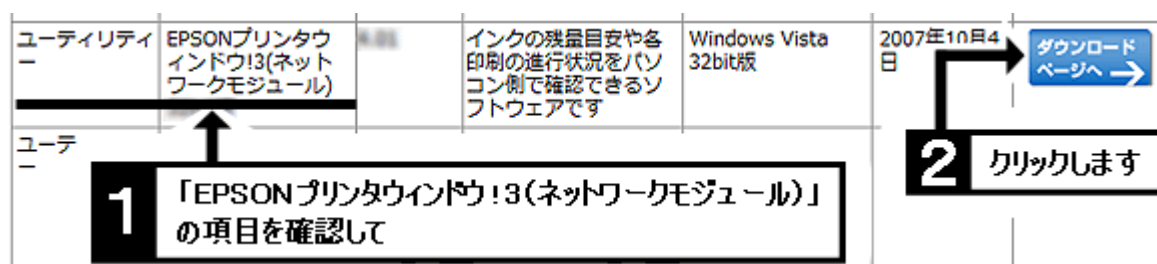 ユーティリティ
ー
EPSONプリンタウ
ィンドウ!3(ネット
ワークモジュール)
インクの残量目安や各
印刷の進行状況をパソ
コン側で確認できるソ
フトウェアです
Windows Vista
32bit版
2007年10月4
日
ダウンロード
ページへ
ユーテ
ー
1
「EPSONプリンタウィンドウ!3(ネットワークモジュール)」
の項目を確認して
2
クリックします